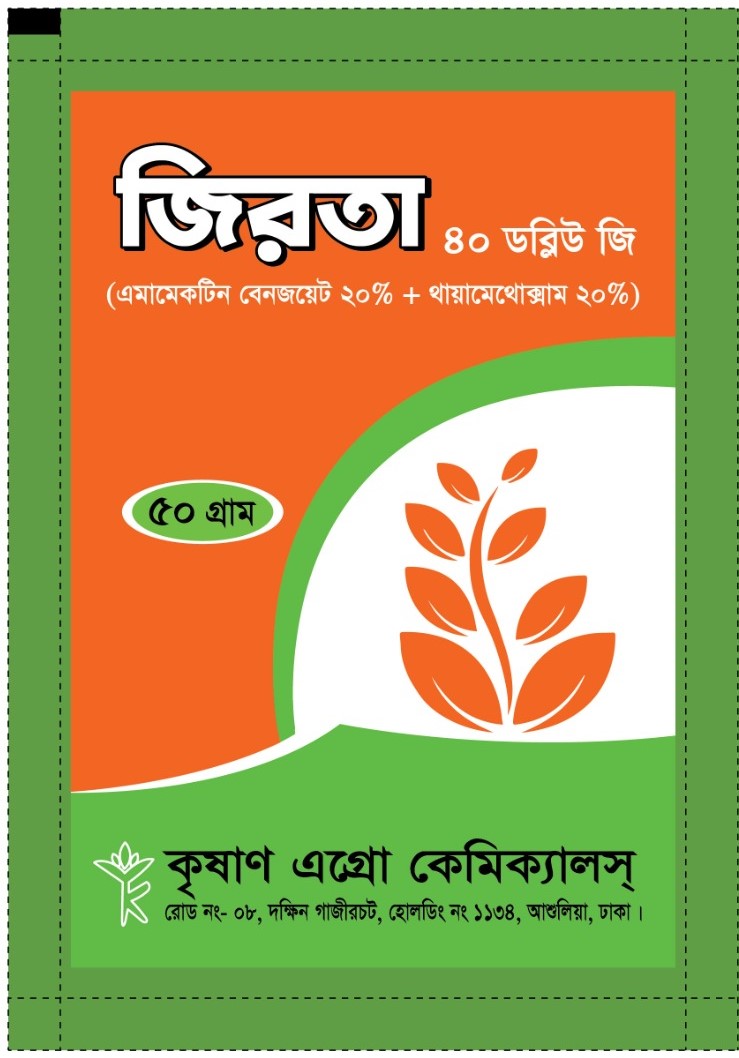 জিরতা ৪০ ডব্লিউ জি
(এমামেকটিন বেনজয়েট ২০% + থায়ামেথোক্সাম ২০%)
৫০ গ্রাম
কৃষাণ এগ্রো কেমিক্যালস্
রোড নং- ০৮, দক্ষিন গাজীরচট, হোলডিং নং ১১৩৪, আশুলিয়া, ঢাকা।